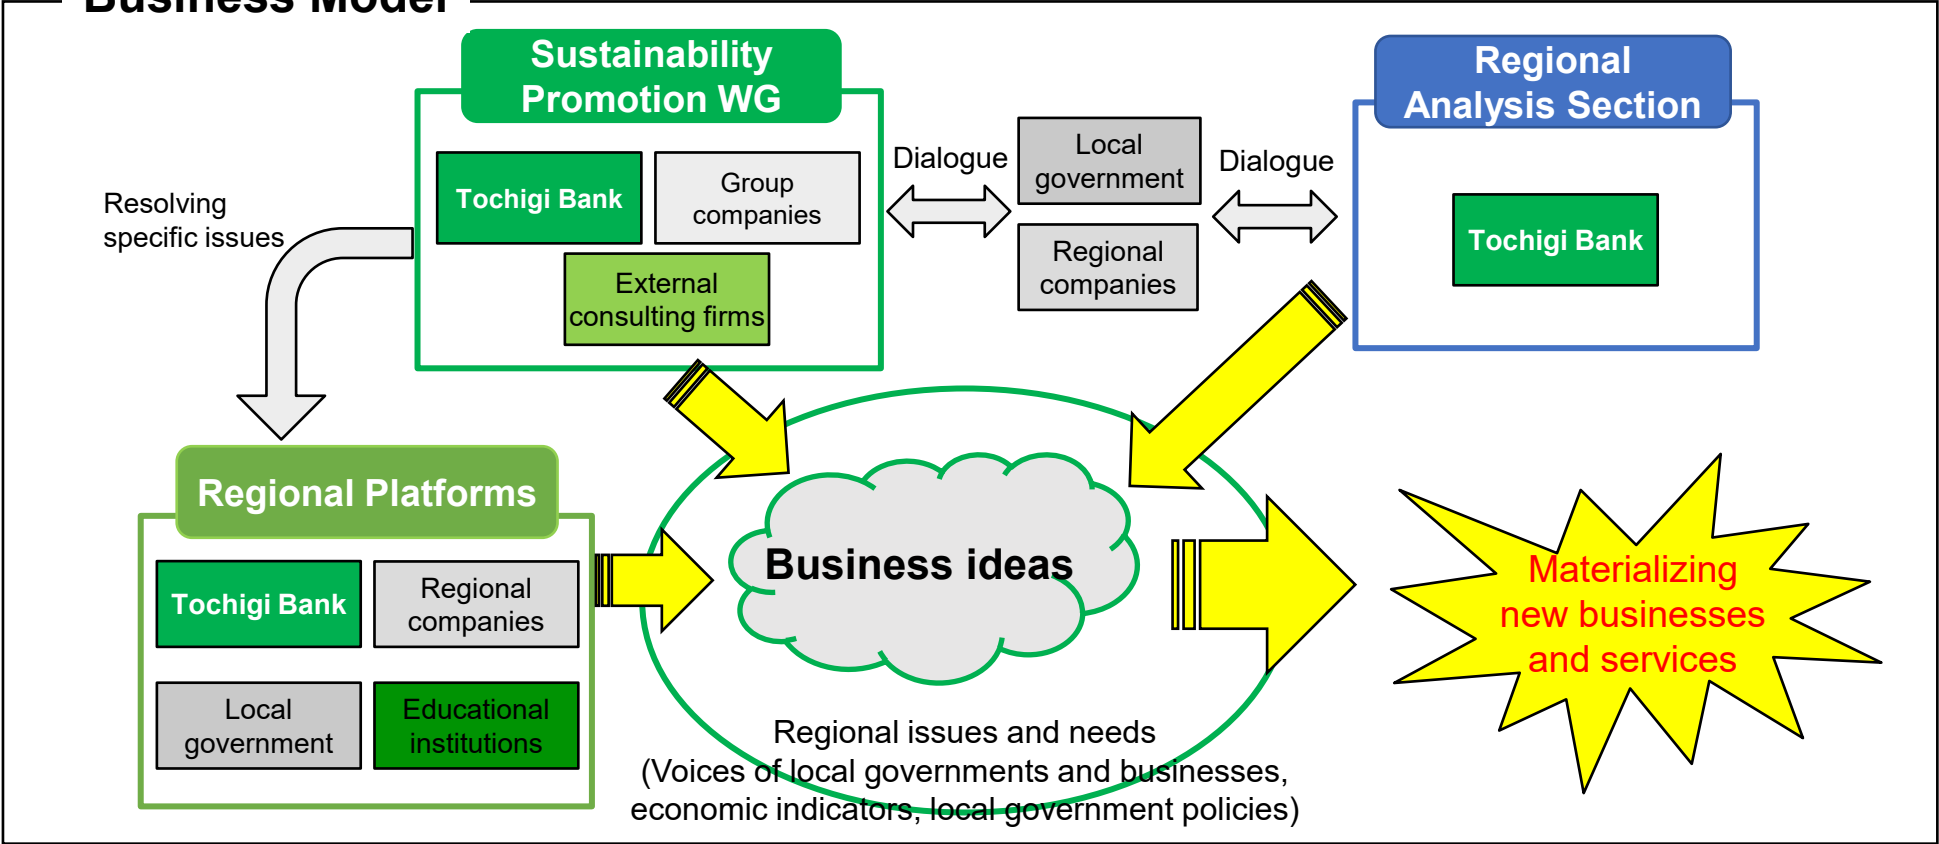 Business Model
Sustainability
Promotion WG
Regional
Analysis Section
Tochigi Bank
Group
companies
External
consulting firms
Dialogue
Local
government
Regional
companies
Dialogue
Tochigi Bank
Resolving
specific issues
Regional Platforms
Tochigi Bank
Regional
companies
Local
government
Educational
institutions
Business ideas
Regional issues and needs
(Voices of local governments and businesses,
economic indicators, local government policies)
Materializing
new businesses
and services